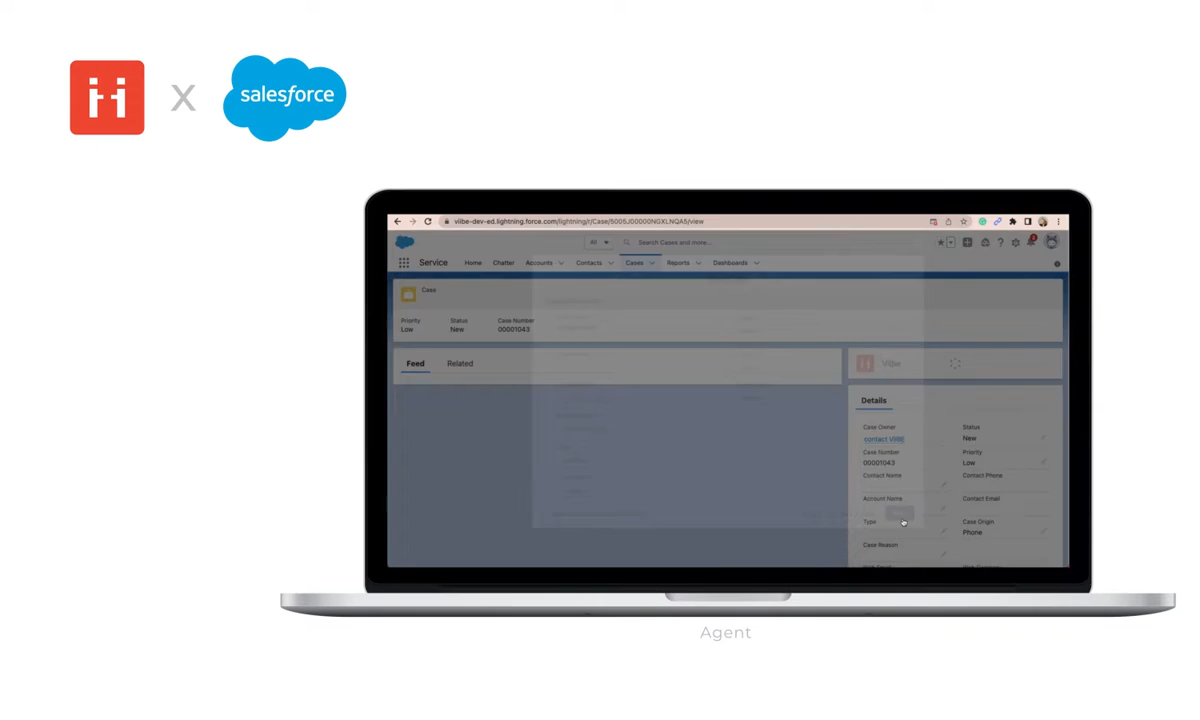 X
salesforce
viibe-dev-ed.lightning.force.com/lightning/r/Case/5005J00000NGXLNQA5/view
All
Search Cases and more...
Service
Home
Chatter
Accounts
Contacts
Cases
Reports
Dashboards
Case
Priority
Status
Case Number
Low
New
00001043
Feed
Related
Viibe
Details
Case Owner
Status
contact VIIBE
New
Case Number
Priority
00001043
Low
Contact Name
Contact Phone
Account Name
Contact Email
Type
Case Origin
Phone
Case Reason
Agent